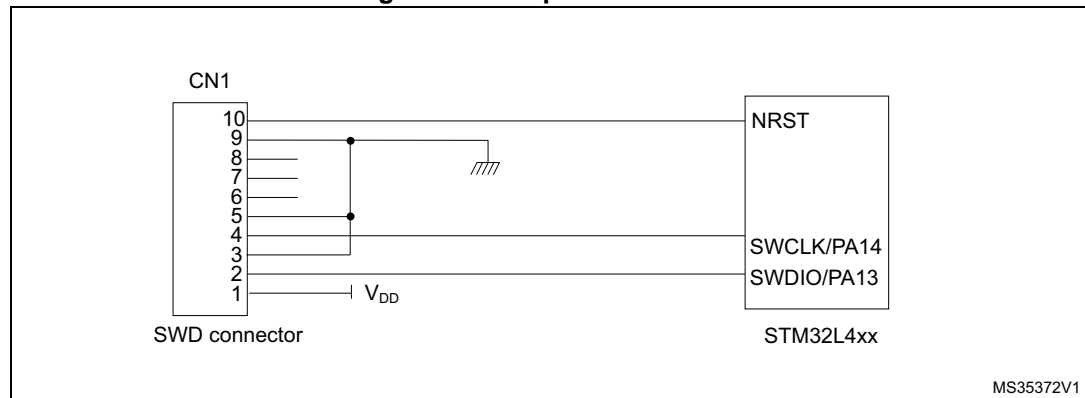 CN1
10
9
8
7
6
5
4
3
2
1
V_DD
SWD connector
NRST
SWCLK/PA14
SWDIO/PA13
STM32L4xx
MS35372V1